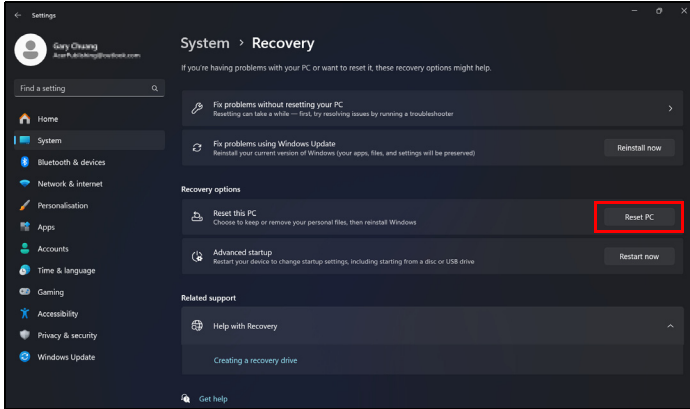 Settings
Gary Chuang
AcerPublishing@outlook.com
System > Recovery
If you're having problems with your PC or want to reset it, these recovery options might help.
Find a setting
Home
System
Bluetooth & devices
Network & internet
Personalisation
Apps
Accounts
Time & language
Gaming
Accessibility
Privacy & security
Windows Update
Fix problems without resetting your PC
Resetting can take a while — first, try resolving issues by running a troubleshooter
Fix problems using Windows Update
Reinstall your current version of Windows (your apps, files, and settings will be preserved)
Reinstall now
Recovery options
Reset this PC
Choose to keep or remove your personal files, then reinstall Windows
Reset PC
Advanced startup
Restart your device to change startup settings, including starting from a disc or USB drive
Restart now
Related support
Help with Recovery
Creating a recovery drive
Get help